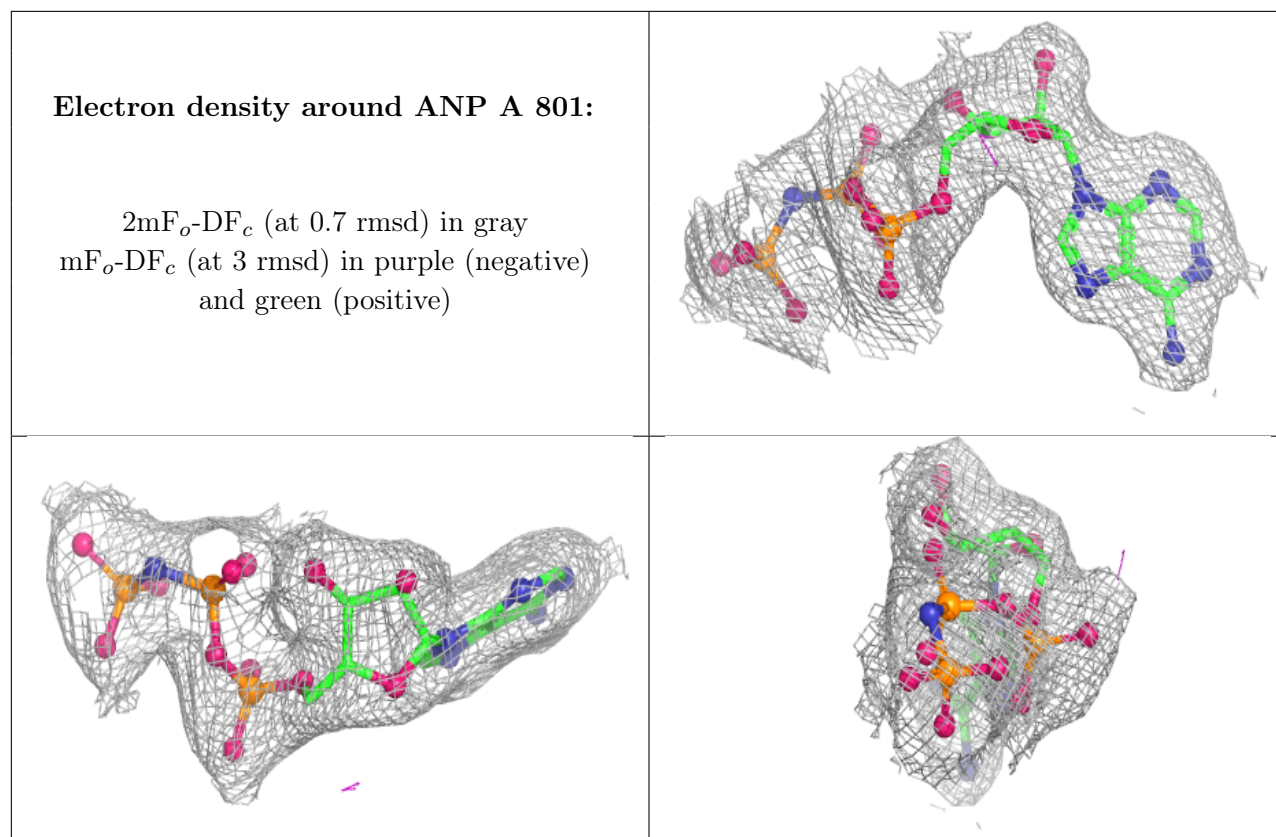 Electron density around ANP A 801:
2mFo-DFc (at 0.7 rmsd) in gray
mFo-DFc (at 3 rmsd) in purple (negative)
and green (positive)